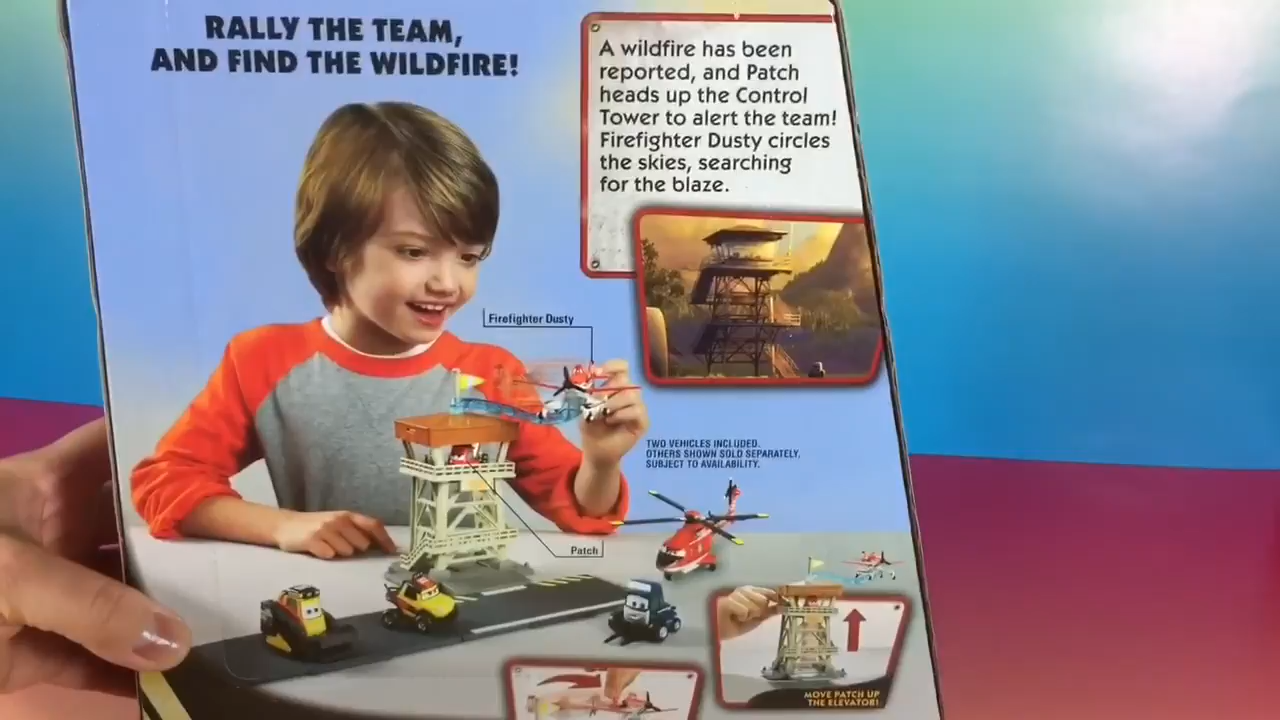 RALLY THE TEAM,
AND FIND THE WILDFIRE!
A wildfire has been
reported, and Patch
heads up the Control
Tower to alert the team!
Firefighter Dusty circles
the skies, searching
for the blaze.
Firefighter Dusty
TWO VEHICLES INCLUDED.
OTHERS SHOWN SOLD SEPARATELY,
SUBJECT TO AVAILABILITY.
Patch
MOVE PATCH UP
THE ELEVATOR!